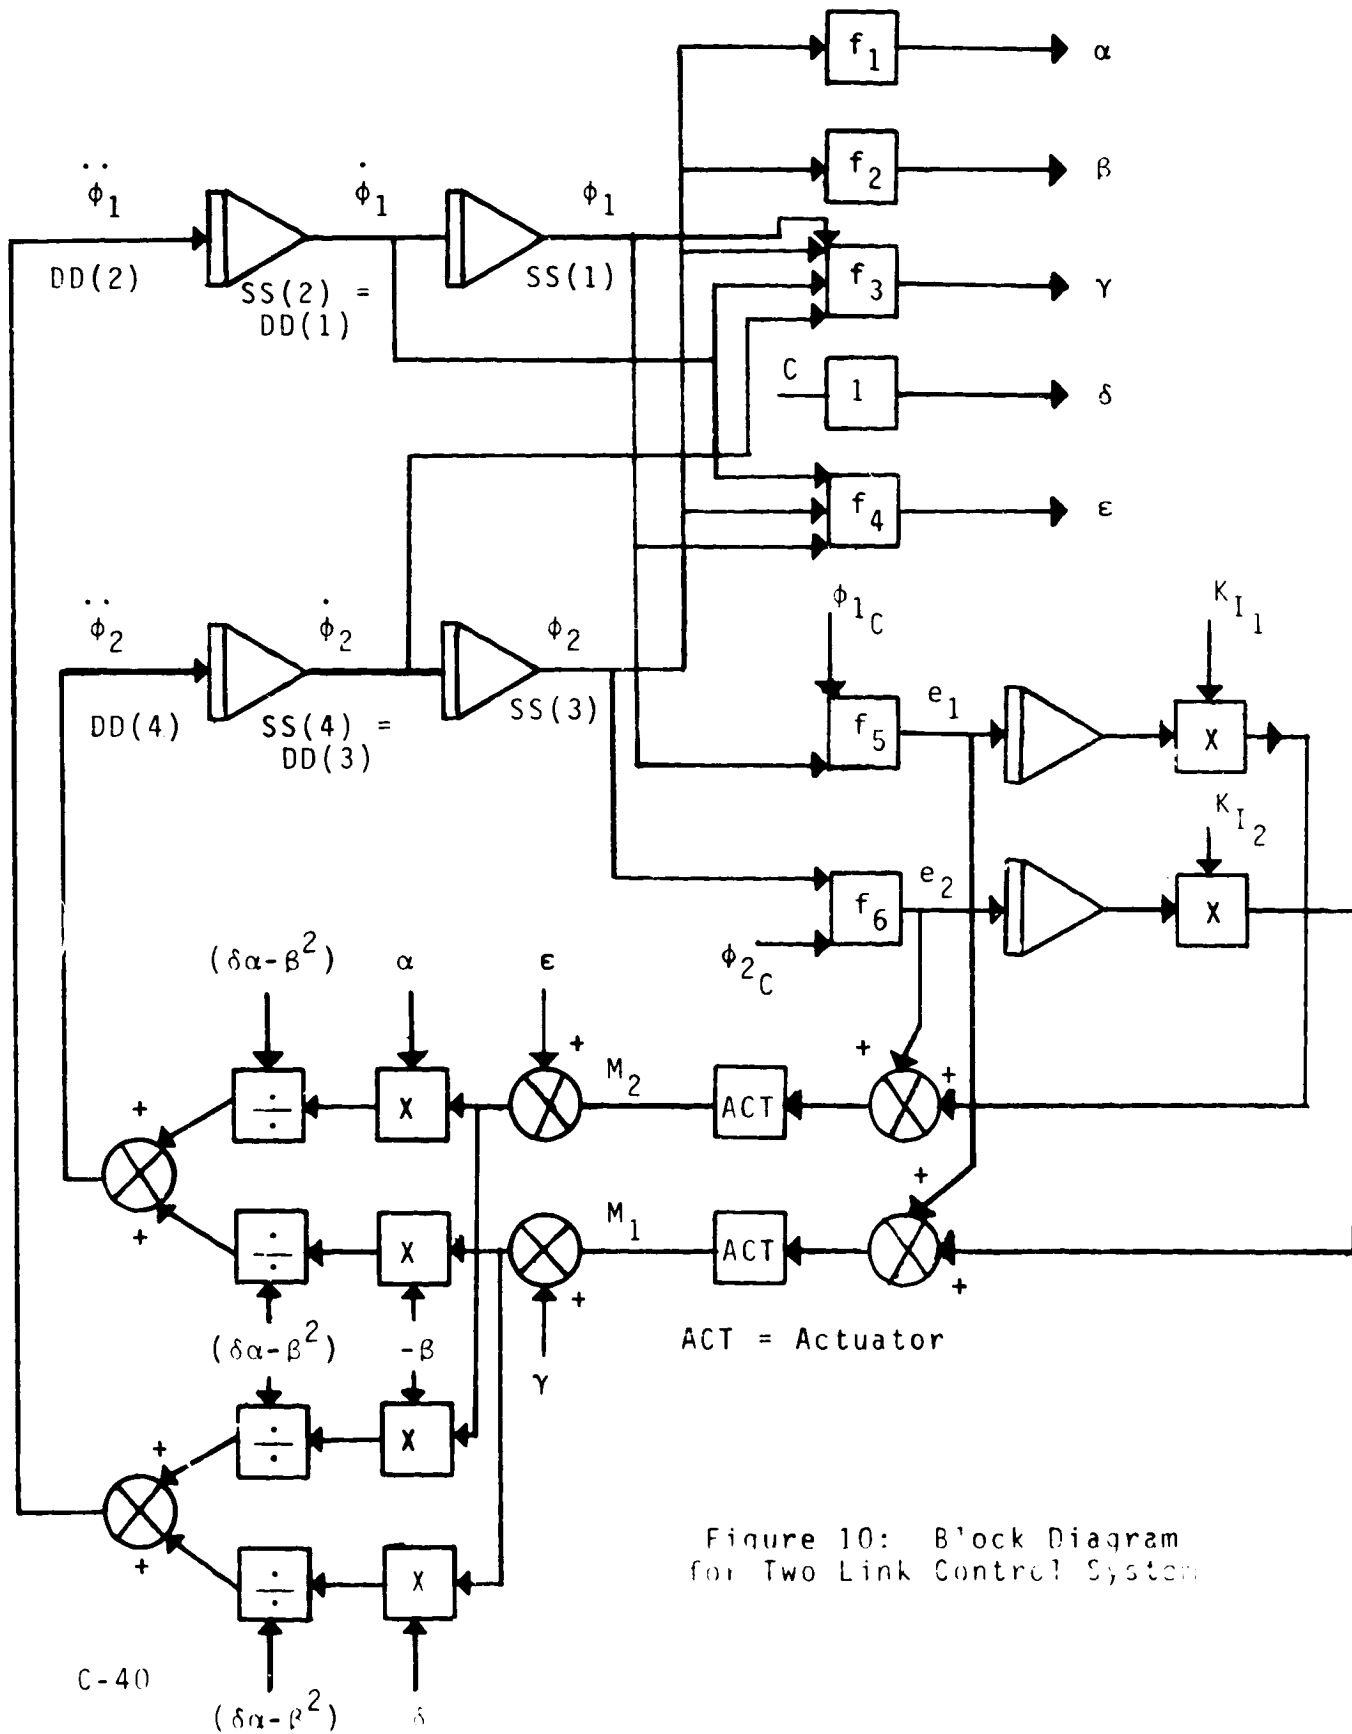 f1
α
f2
β
φ̈1
φ̇1
φ1
DD(2)
SS(2) =
DD(1)
SS(1)
f3
γ
C
1
δ
f4
ε
φ̈2
φ̇2
φ2
DD(4)
SS(4) =
DD(3)
SS(3)
φ1C
KI1
f5
e1
X
KI2
f6
e2
X
φ2C
(δα-β²)
α
ε
+
+
+
M2
+
÷
X
ACT
+
+
÷
X
M1
ACT
+
+
+
(δα-β²)
-β
γ
ACT = Actuator
+
÷
X
+
÷
X
Figure 10: Block Diagram
for Two Link Control System
C-40
(δα-β²)
δ